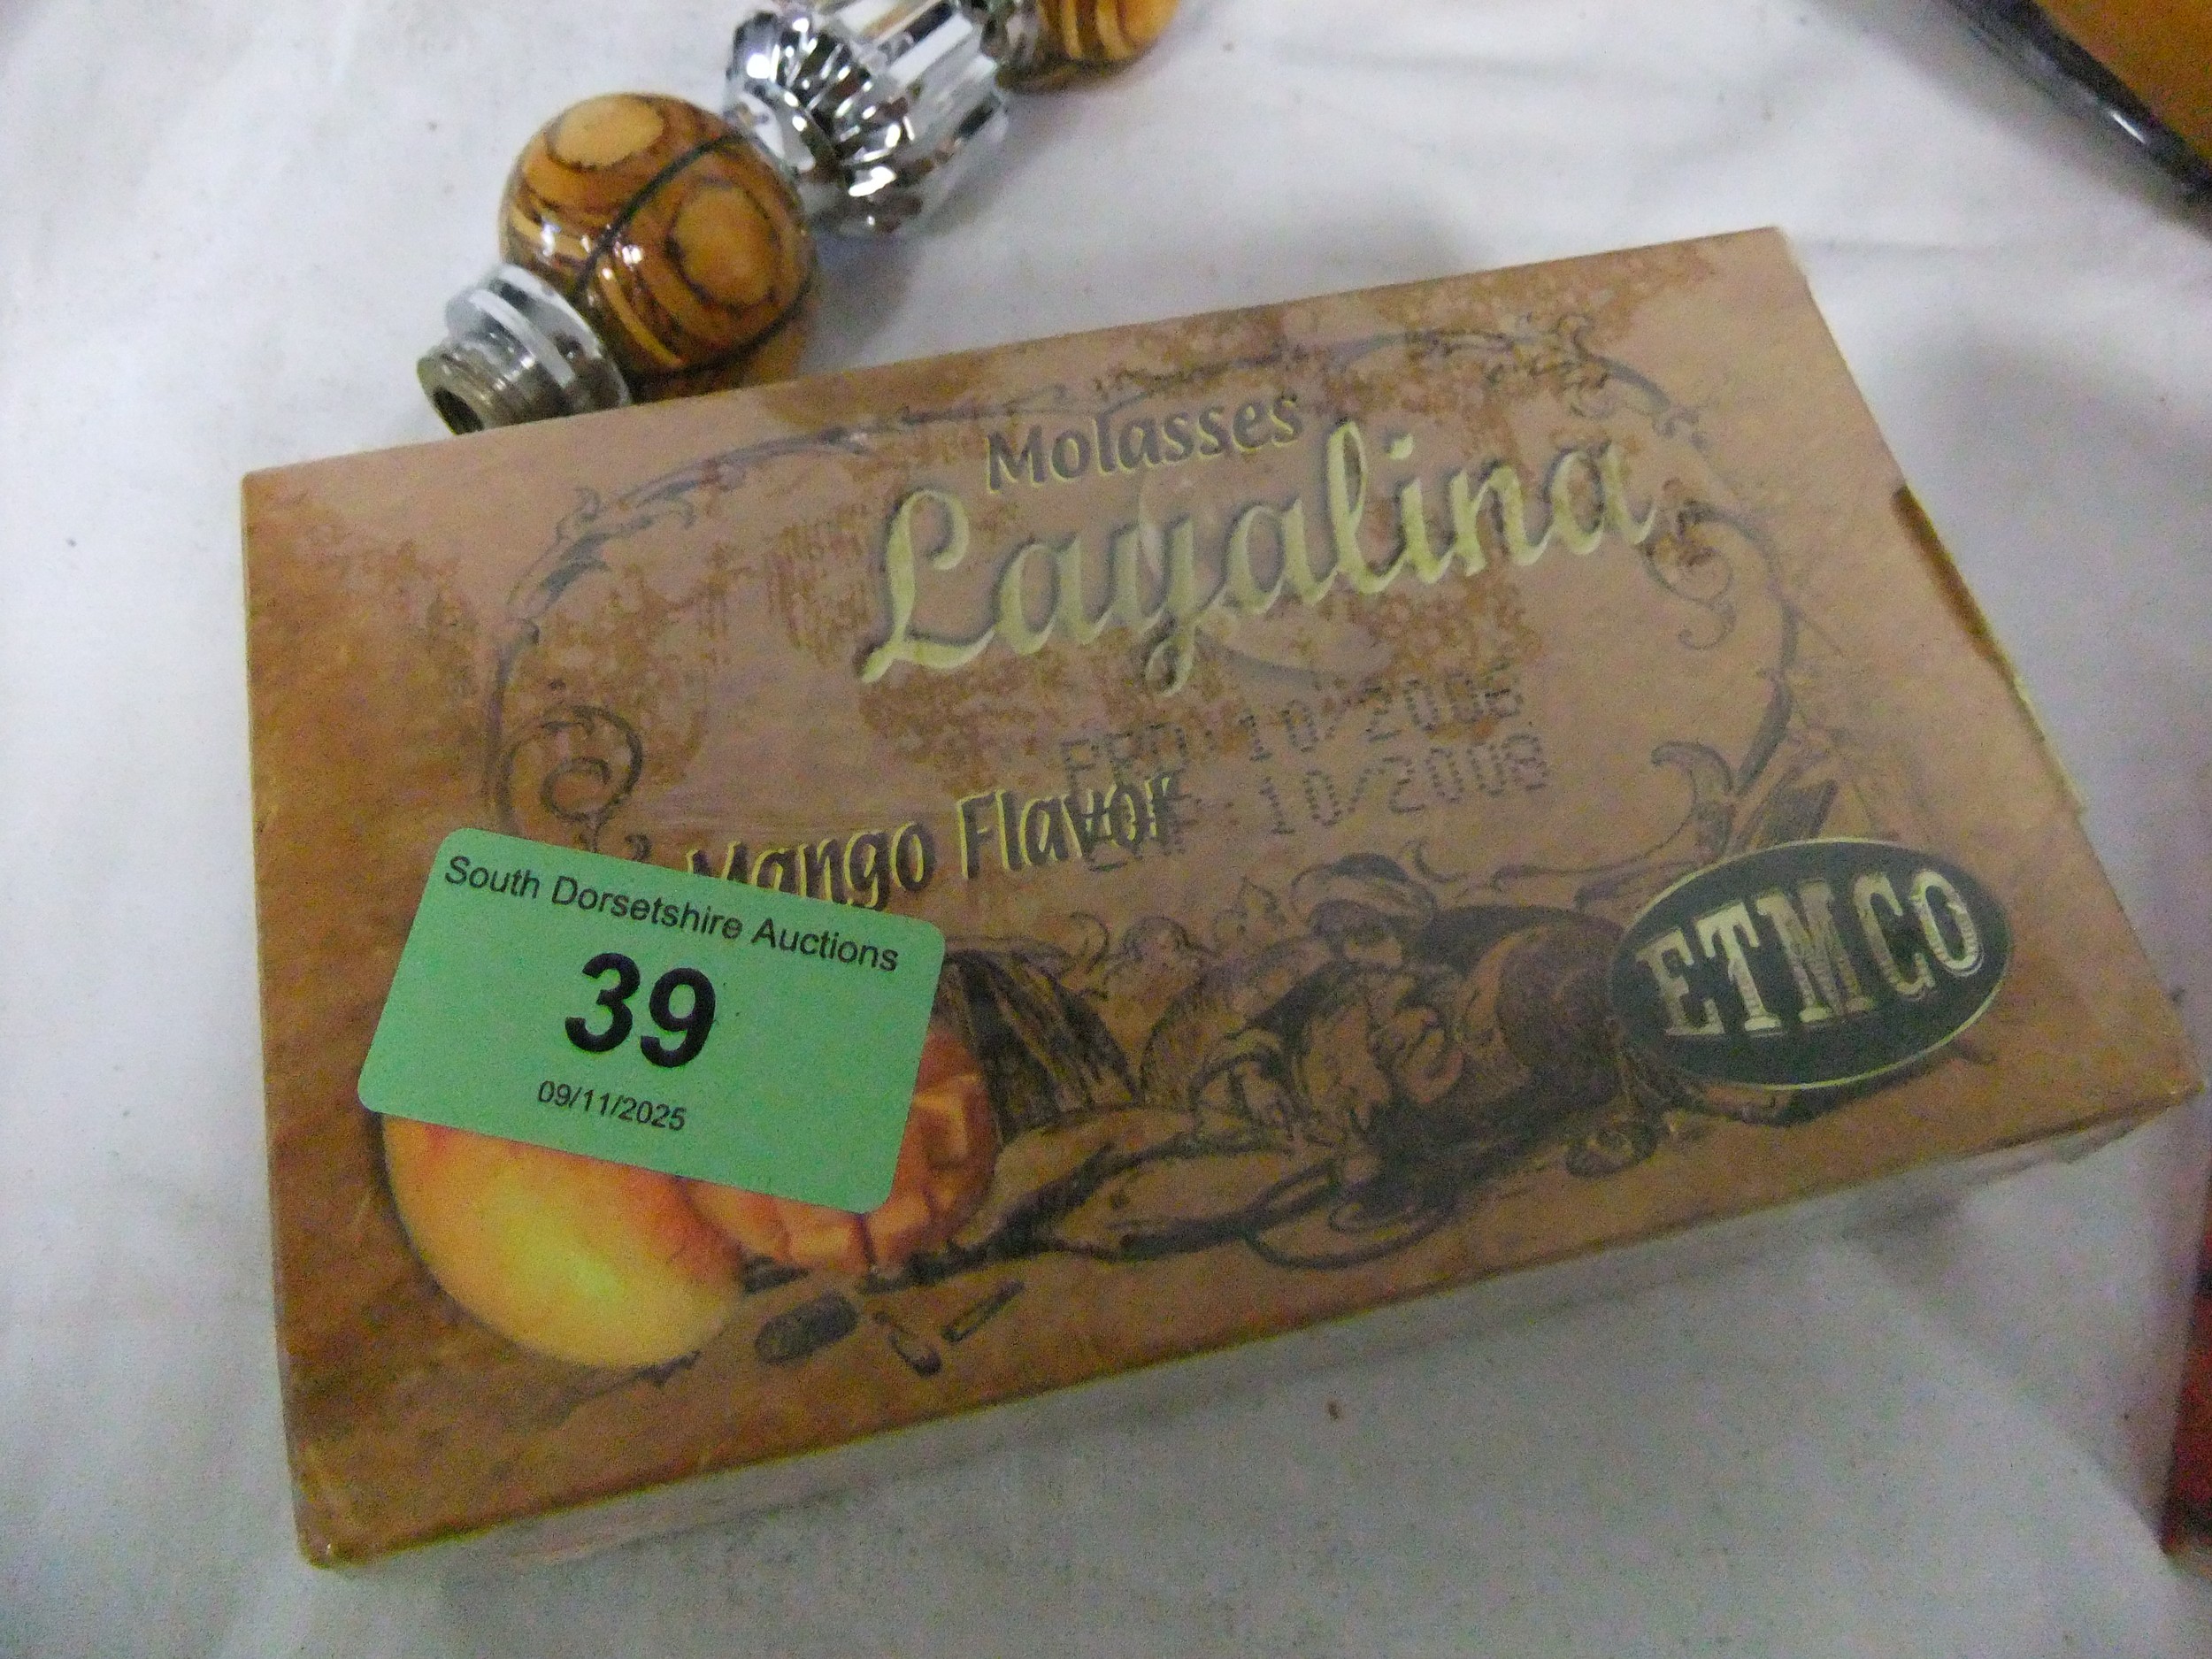 Molasses
Layalina
PRD: 10/2006
EXP: 10/2008
Mango Flavor
ETMCO
South Dorsetshire Auctions
39
09/11/2025